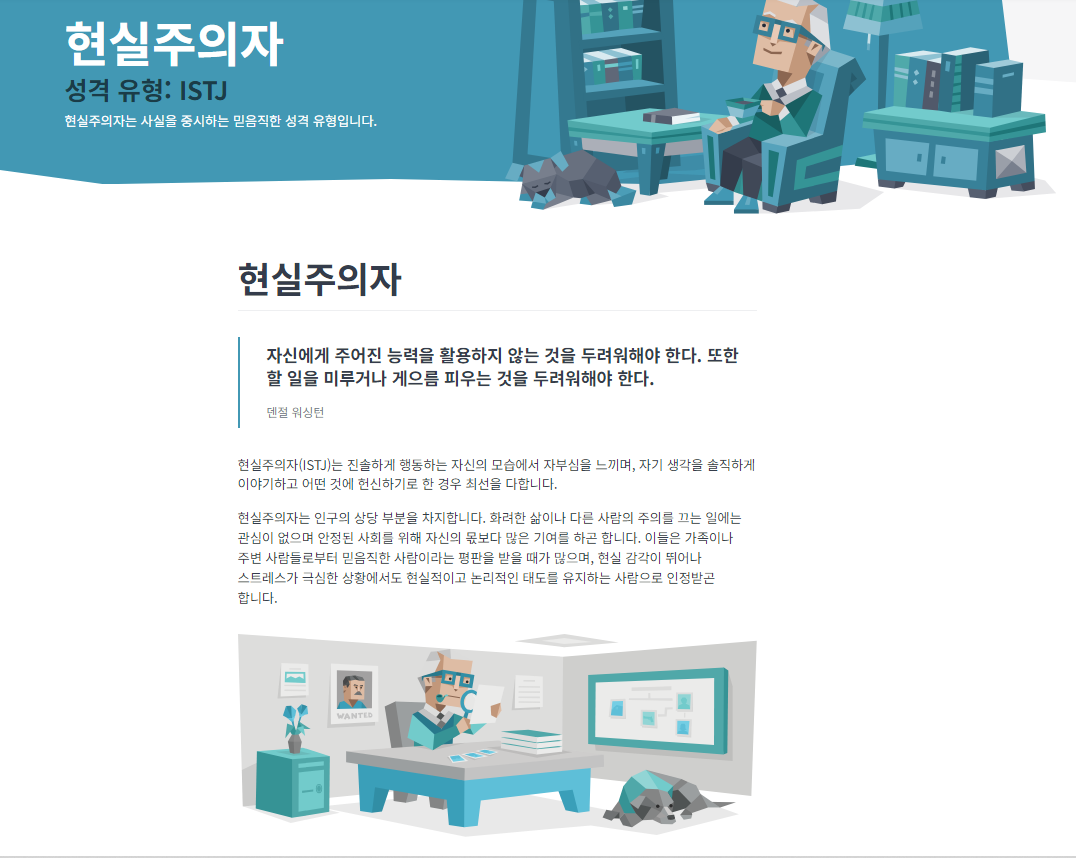 현실주의자
성격 유형: ISTJ
현실주의자는 사실을 중시하는 믿음직한 성격 유형입니다.
현실주의자
자신에게 주어진 능력을 활용하지 않는 것을 두려워해야 한다. 또한
할 일을 미루거나 게으름 피우는 것을 두려워해야 한다.
덴절 워싱턴
현실주의자(ISTJ)는 진솔하게 행동하는 자신의 모습에서 자부심을 느끼며, 자기 생각을 솔직하게
이야기하고 어떤 것에 헌신하기로 한 경우 최선을 다합니다.
현실주의자는 인구의 상당 부분을 차지합니다. 화려한 삶이나 다른 사람의 주의를 끄는 일에는
관심이 없으며 안정된 사회를 위해 자신의 몫보다 많은 기여를 하곤 합니다. 이들은 가족이나
주변 사람들로부터 믿음직한 사람이라는 평판을 받을 때가 많으며, 현실 감각이 뛰어나
스트레스가 극심한 상황에서도 현실적이고 논리적인 태도를 유지하는 사람으로 인정받곤
합니다.
WANTED